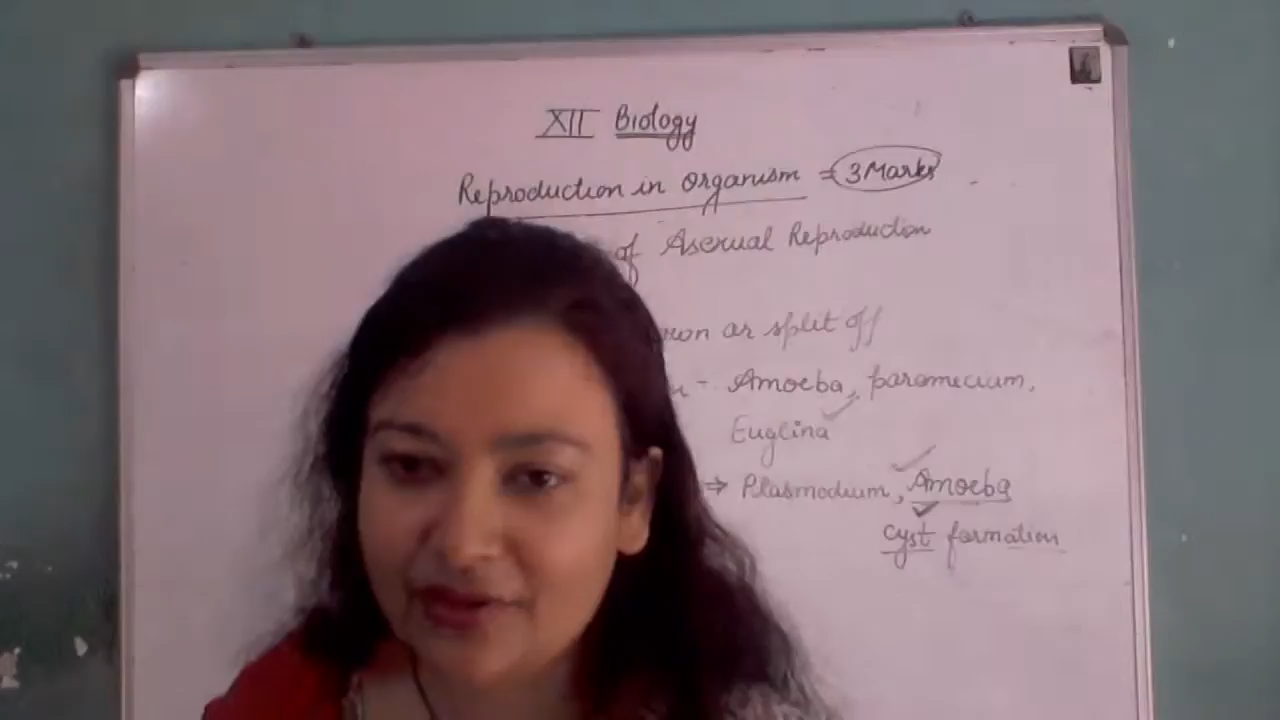 XII Biology
Reproduction in Organism = 3 Marks
of Asexual Reproduction
or split off
- Amoeba, paramecium,
Euglina
⇒ Plasmodium, Amoeba
cyst formation